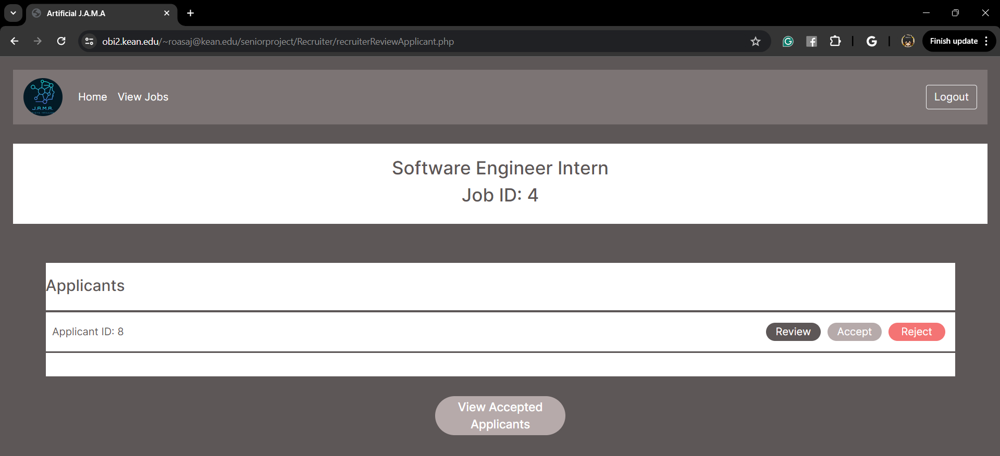 Artificial J.A.M.A
obi2.kean.edu/~roasaj@kean.edu/seniorproject/Recruiter/recruiterReviewApplicant.php
Finish update
J.A.M.A.
Home View Jobs
Logout
Software Engineer Intern
Job ID: 4
Applicants
Applicant ID: 8
Review Accept Reject
View Accepted
Applicants